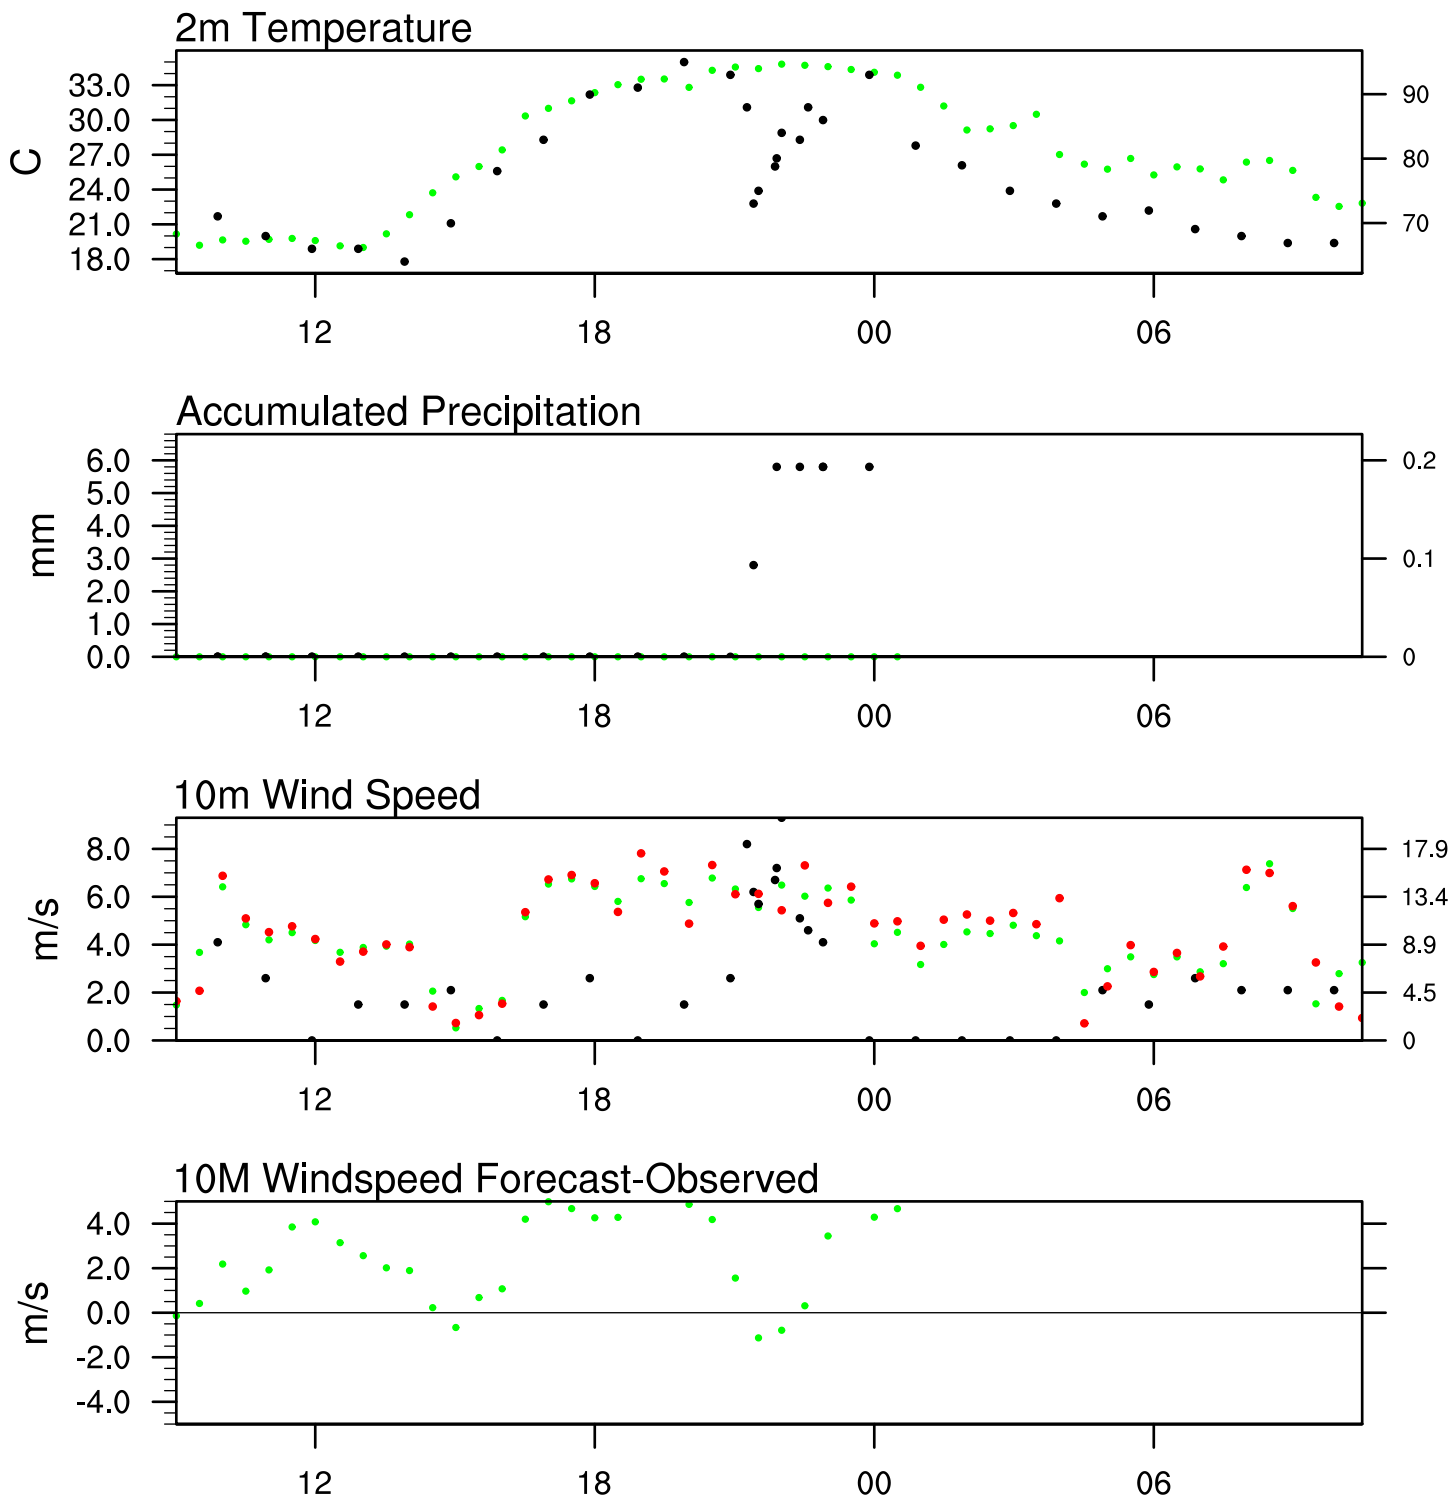 2m Temperature
C
33.0
30.0
27.0
24.0
21.0
18.0
90
80
70
12 18 00 06
Accumulated Precipitation
mm
6.0
5.0
4.0
3.0
2.0
1.0
0.0
0.2
0.1
0
12 18 00 06
10m Wind Speed
m/s
8.0
6.0
4.0
2.0
0.0
17.9
13.4
8.9
4.5
0
12 18 00 06
10M Windspeed Forecast-Observed
m/s
4.0
2.0
0.0
-2.0
-4.0
12 18 00 06